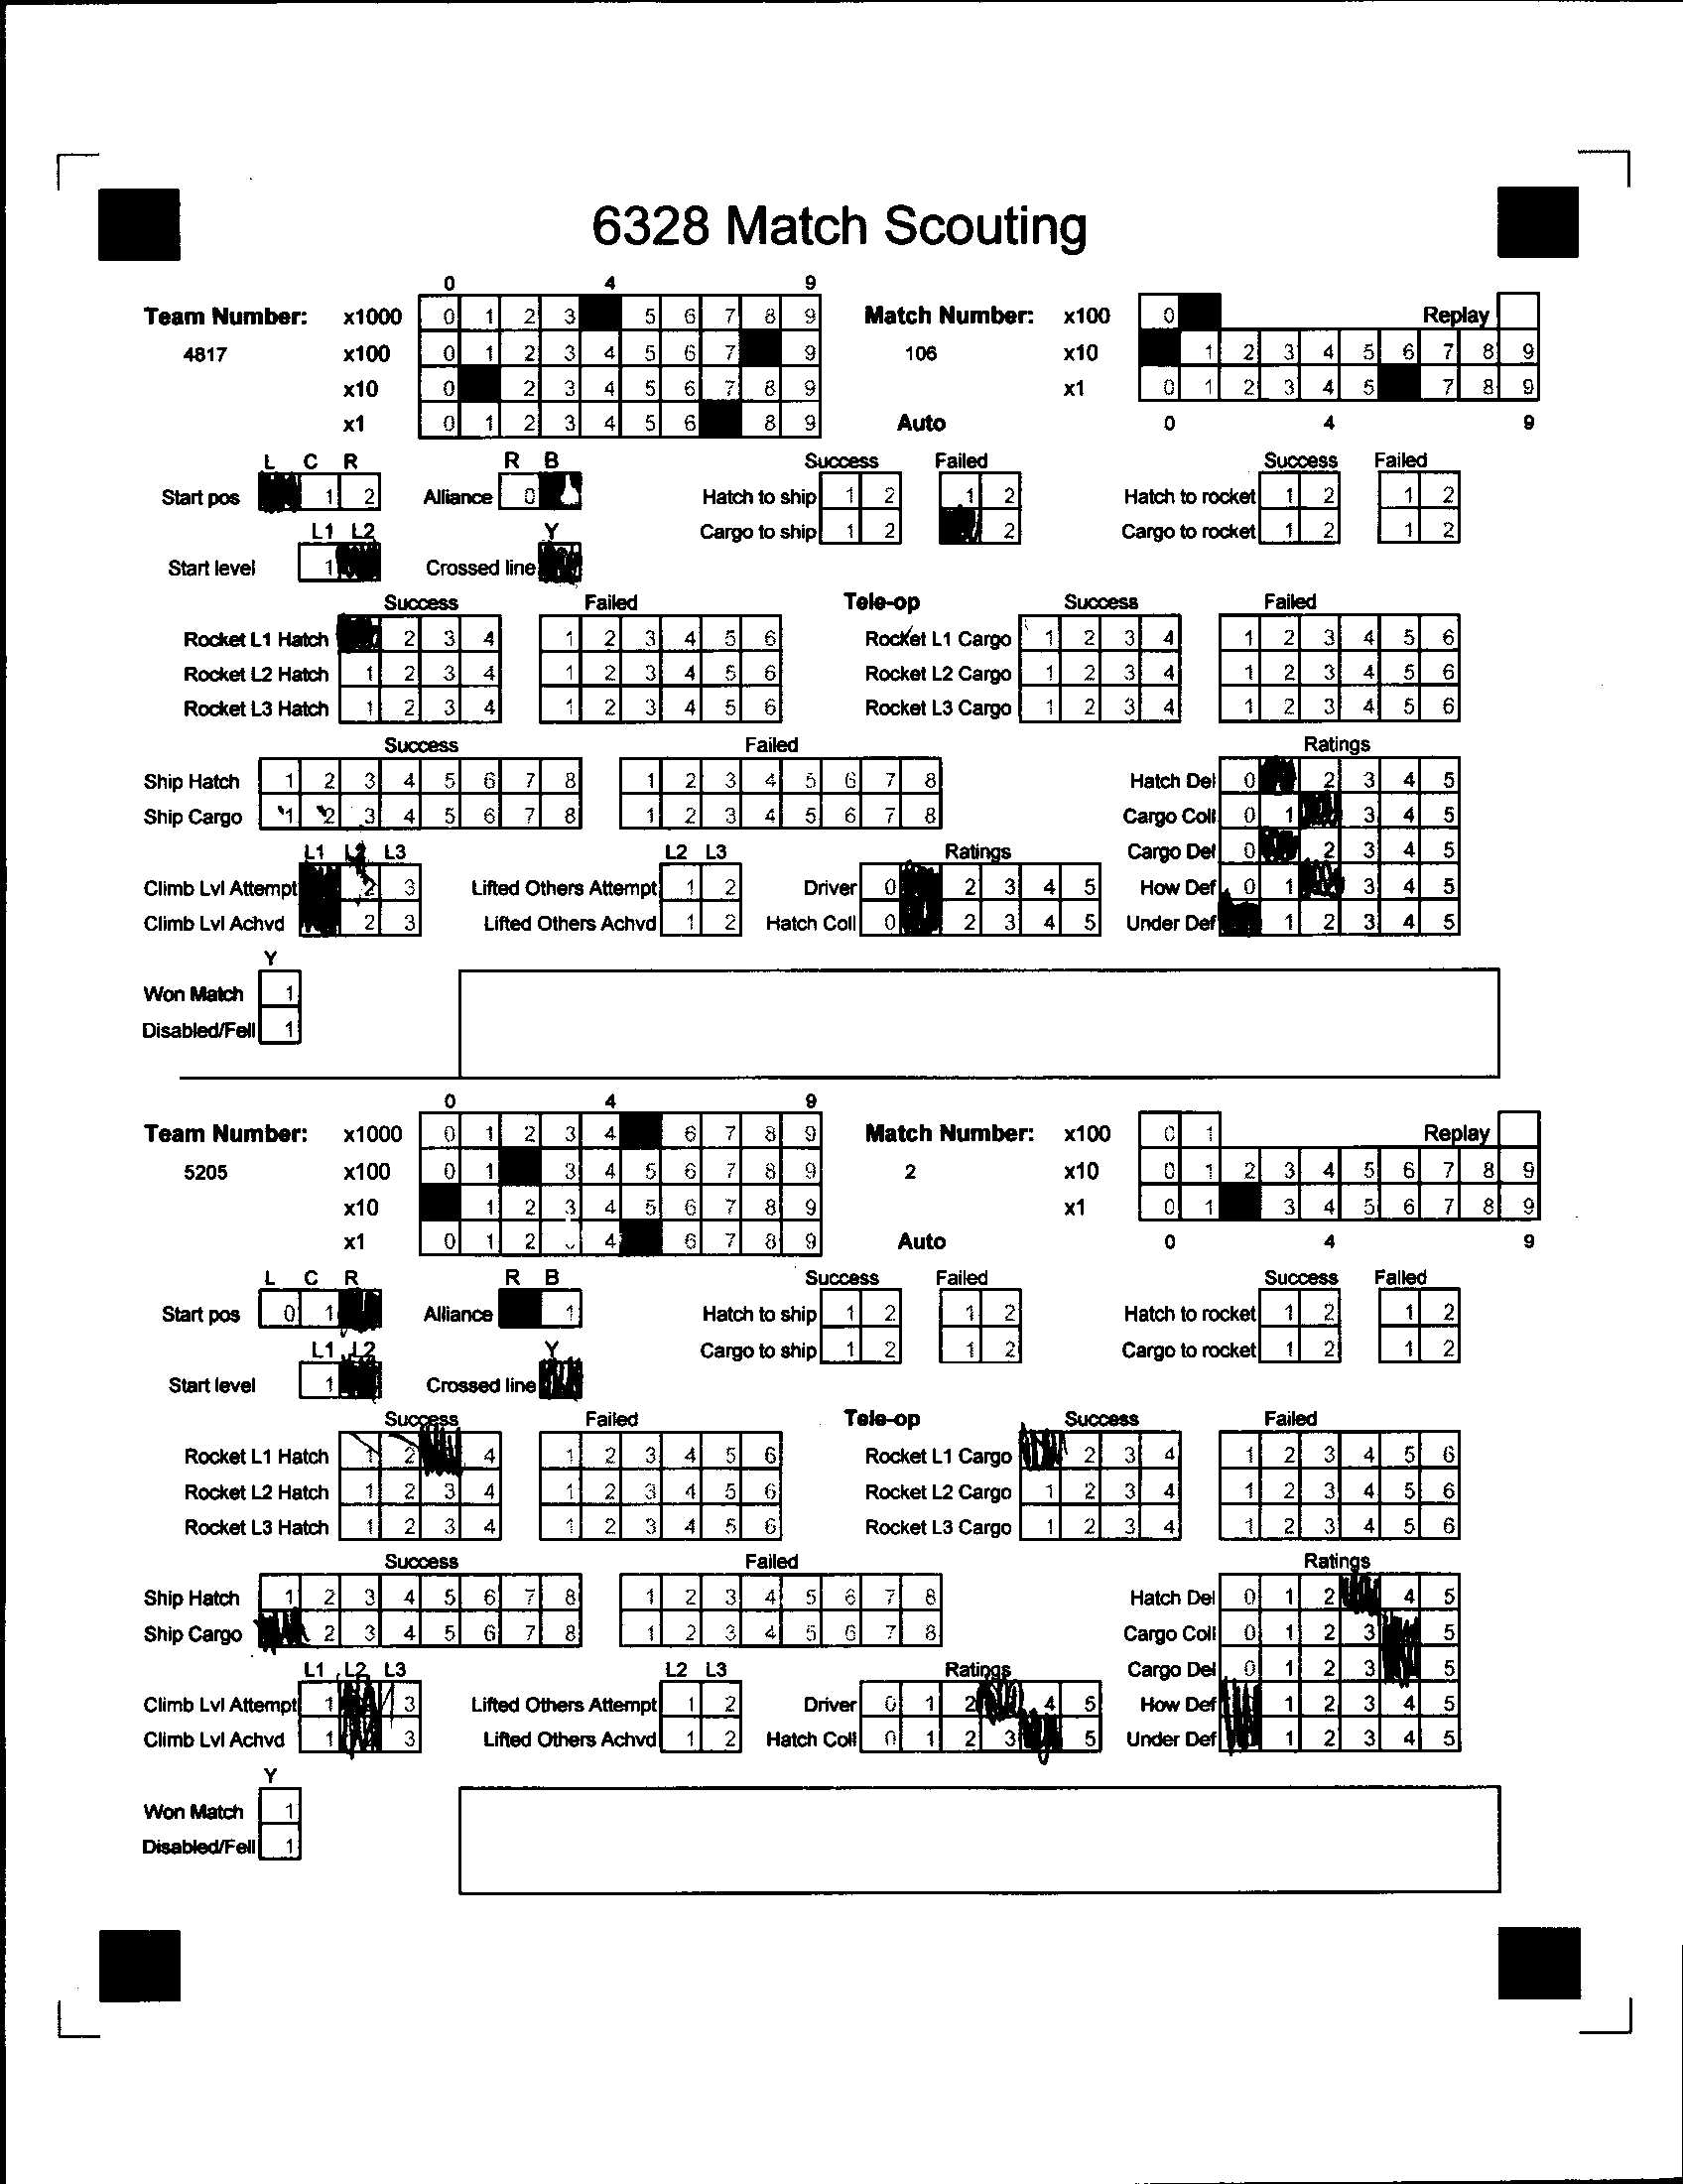 6328 Match Scouting
0 4 9
Team Number: x1000 0 1 2 3 5 6 7 8 9 Match Number: x100 0 Replay
4817 x100 0 1 2 3 4 5 6 7 9 106 x10 1 2 3 4 5 6 7 8 9
x10 0 2 3 4 5 6 7 8 9 x1 0 1 2 3 4 5 7 8 9
x1 0 1 2 3 4 5 6 8 9 Auto 0 4 9
L C R R B Success Failed Success Failed
Start pos 1 2 Alliance 0 Hatch to ship 1 2 1 2 Hatch to rocket 1 2 1 2
L1 L2 Y Cargo to ship 1 2 2 Cargo to rocket 1 2 1 2
Start level 1 Crossed line
Success Failed Tele-op Success Failed
Rocket L1 Hatch 2 3 4 1 2 3 4 5 6 Rocket L1 Cargo 1 2 3 4 1 2 3 4 5 6
Rocket L2 Hatch 1 2 3 4 1 2 3 4 5 6 Rocket L2 Cargo 1 2 3 4 1 2 3 4 5 6
Rocket L3 Hatch 1 2 3 4 1 2 3 4 5 6 Rocket L3 Cargo 1 2 3 4 1 2 3 4 5 6
Success Failed Ratings
Ship Hatch 1 2 3 4 5 6 7 8 1 2 3 4 5 6 7 8 Hatch Del 0 2 3 4 5
Ship Cargo 1 2 3 4 5 6 7 8 1 2 3 4 5 6 7 8 Cargo Coll 0 1 3 4 5
L1 L2 L3 L2 L3 Ratings Cargo Del 0 2 3 4 5
Climb Lvl Attempt 2 3 Lifted Others Attempt 1 2 Driver 0 2 3 4 5 How Def 0 1 3 4 5
Climb Lvl Achvd 2 3 Lifted Others Achvd 1 2 Hatch Coll 0 2 3 4 5 Under Def 1 2 3 4 5
Y
Won Match 1
Disabled/Fell 1
0 4 9
Team Number: x1000 0 1 2 3 4 6 7 8 9 Match Number: x100 0 1 Replay
5205 x100 0 1 3 4 5 6 7 8 9 2 x10 0 1 2 3 4 5 6 7 8 9
x10 1 2 3 4 5 6 7 8 9 x1 0 1 3 4 5 6 7 8 9
x1 0 1 2 4 6 7 8 9 Auto 0 4 9
L C R R B Success Failed Success Failed
Start pos 0 1 Alliance 1 Hatch to ship 1 2 1 2 Hatch to rocket 1 2 1 2
L1 L2 Y Cargo to ship 1 2 1 2 Cargo to rocket 1 2 1 2
Start level 1 Crossed line
Success Failed Tele-op Success Failed
Rocket L1 Hatch 1 2 4 1 2 3 4 5 6 Rocket L1 Cargo 2 3 4 1 2 3 4 5 6
Rocket L2 Hatch 1 2 3 4 1 2 3 4 5 6 Rocket L2 Cargo 1 2 3 4 1 2 3 4 5 6
Rocket L3 Hatch 1 2 3 4 1 2 3 4 5 6 Rocket L3 Cargo 1 2 3 4 1 2 3 4 5 6
Success Failed Ratings
Ship Hatch 1 2 3 4 5 6 7 8 1 2 3 4 5 6 7 8 Hatch Del 0 1 2 4 5
Ship Cargo 2 3 4 5 6 7 8 1 2 3 4 5 6 7 8 Cargo Coll 0 1 2 3 5
L1 L2 L3 L2 L3 Ratings Cargo Del 0 1 2 3 5
Climb Lvl Attempt 1 3 Lifted Others Attempt 1 2 Driver 0 1 2 4 5 How Def 1 2 3 4 5
Climb Lvl Achvd 1 3 Lifted Others Achvd 1 2 Hatch Coll 0 1 2 3 5 Under Def 1 2 3 4 5
Y
Won Match 1
Disabled/Fell 1